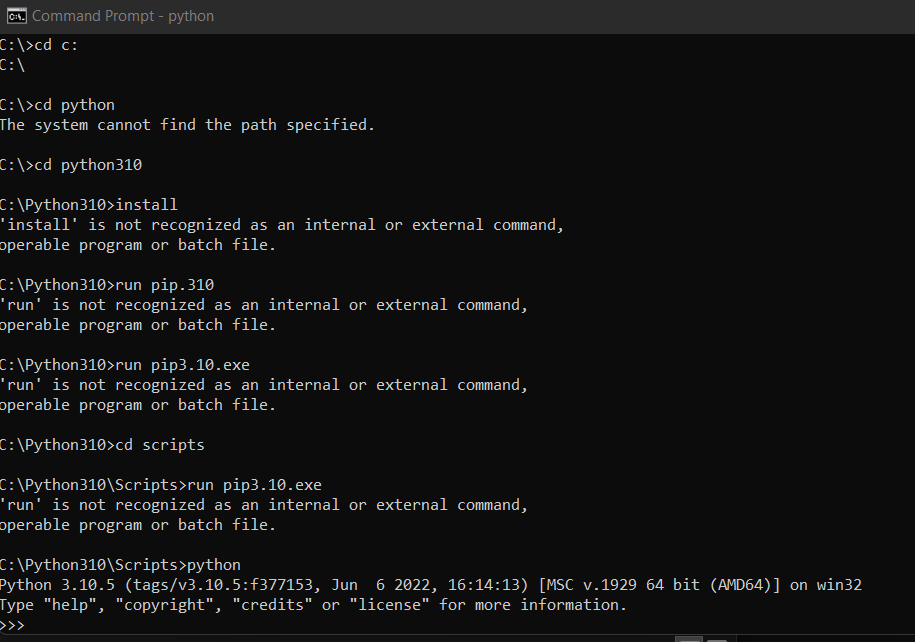 Command Prompt - python
C:\>cd c:
C:\
C:\>cd python
The system cannot find the path specified.
C:\>cd python310
C:\Python310>install
'install' is not recognized as an internal or external command,
operable program or batch file.
C:\Python310>run pip.310
'run' is not recognized as an internal or external command,
operable program or batch file.
C:\Python310>run pip3.10.exe
'run' is not recognized as an internal or external command,
operable program or batch file.
C:\Python310>cd scripts
C:\Python310\Scripts>run pip3.10.exe
'run' is not recognized as an internal or external command,
operable program or batch file.
C:\Python310\Scripts>python
Python 3.10.5 (tags/v3.10.5:f377153, Jun  6 2022, 16:14:13) [MSC v.1929 64 bit (AMD64)] on win32
Type "help", "copyright", "credits" or "license" for more information.
>>>